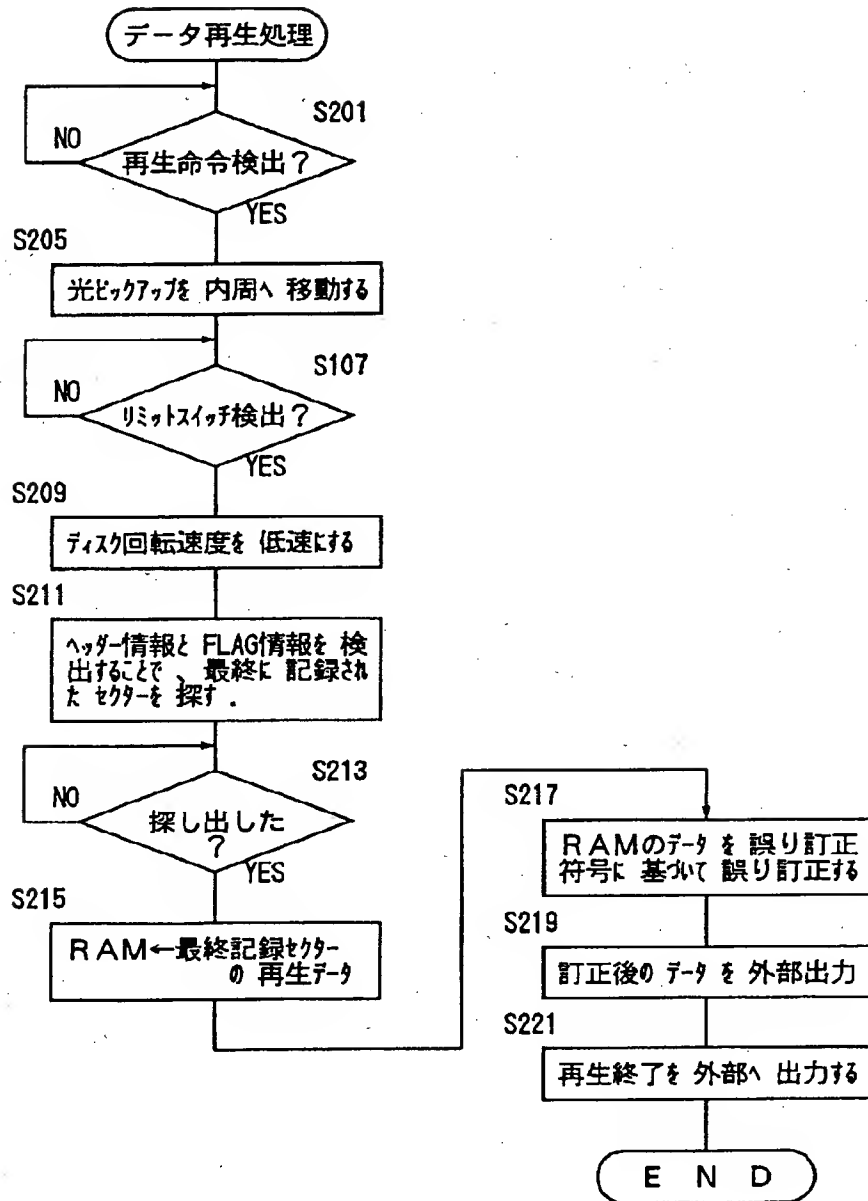 データ再生処理
S201
NO
再生命令検出？
YES
S205
光ピックアップを 内周へ 移動する
S107
NO
リミットスイッチ検出？
YES
S209
ディスク回転速度を 低速にする
S211
ヘッダー情報と FLAG情報を 検
出することで 、最終に 記録され
た セクターを 探す .
S213
NO
探し出した
？
YES
S215
RAM←最終記録セクター
の 再生データ
S217
RAMのデータ を 誤り訂正
符号に 基づいて 誤り訂正する
S219
訂正後の データ を 外部出力
S221
再生終了を 外部へ 出力する
E N D